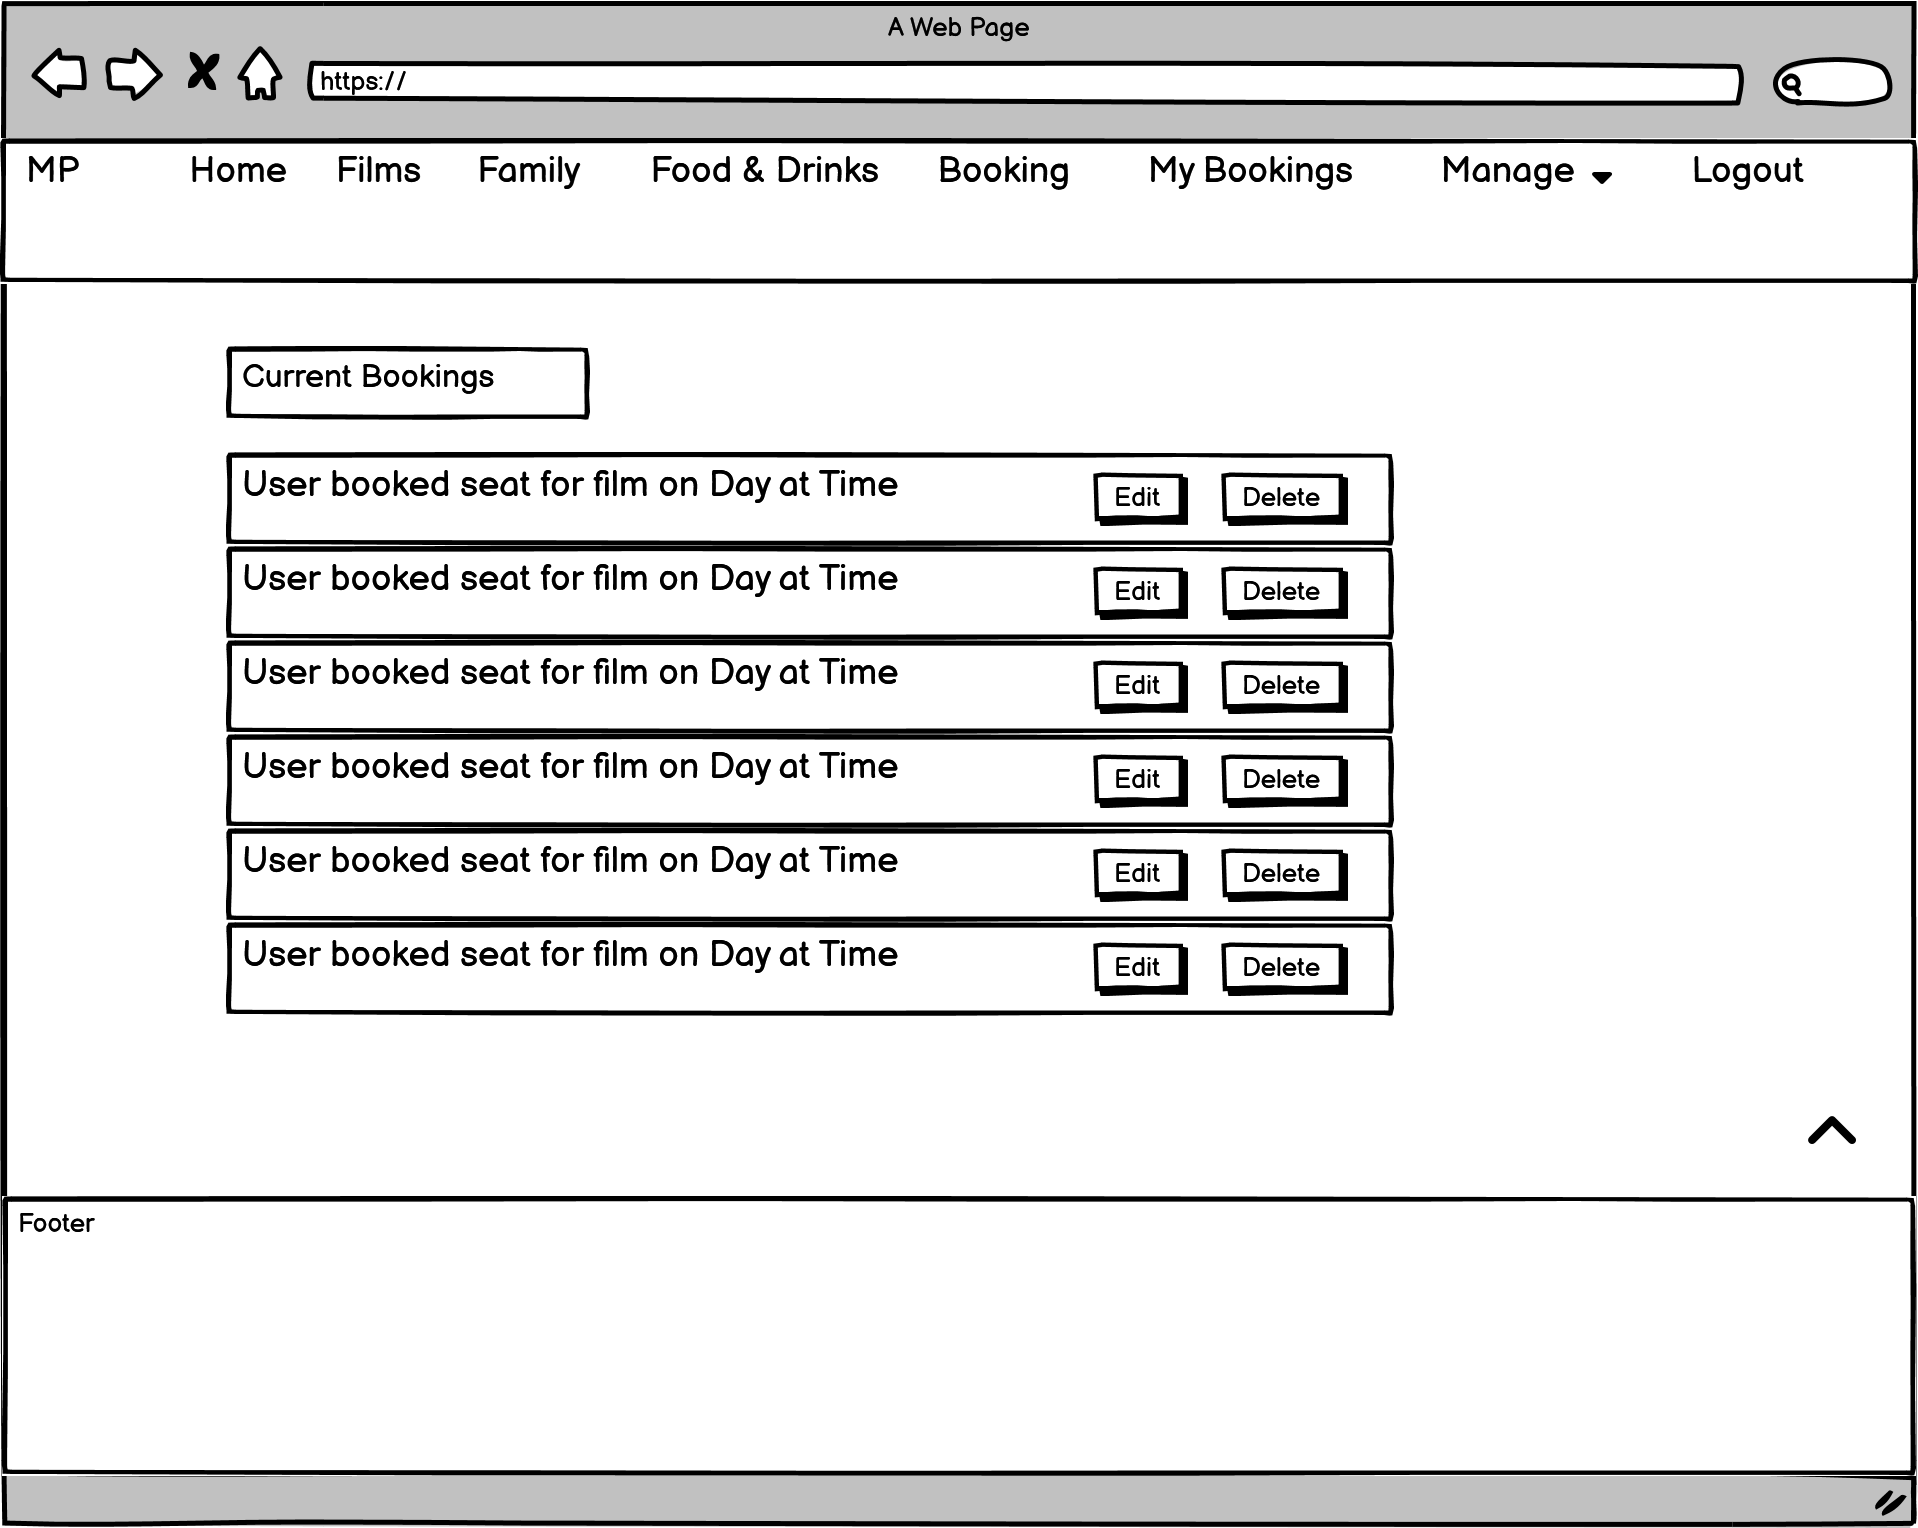 A Web Page
https://
MP Home Films Family Food & Drinks Booking My Bookings Manage Logout
Current Bookings
User booked seat for film on Day at Time Edit Delete
User booked seat for film on Day at Time Edit Delete
User booked seat for film on Day at Time Edit Delete
User booked seat for film on Day at Time Edit Delete
User booked seat for film on Day at Time Edit Delete
User booked seat for film on Day at Time Edit Delete
Footer